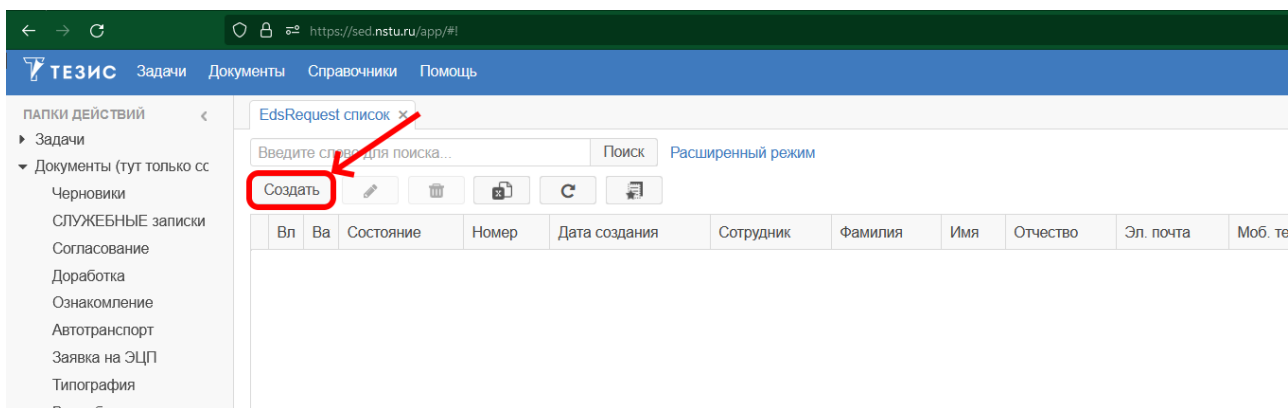 https://sed.nstu.ru/app/#!
ТЕЗИС Задачи Документы Справочники Помощь
ПАПКИ ДЕЙСТВИЙ
EdsRequest список
Задачи
Введите слово для поиска... Поиск Расширенный режим
Документы (тут только сс
Создать
Черновики
СЛУЖЕБНЫЕ записки
Вл Ва Состояние Номер Дата создания Сотрудник Фамилия Имя Отчество Эл. почта Моб. те
Согласование
Доработка
Ознакомление
Автотранспорт
Заявка на ЭЦП
Типография